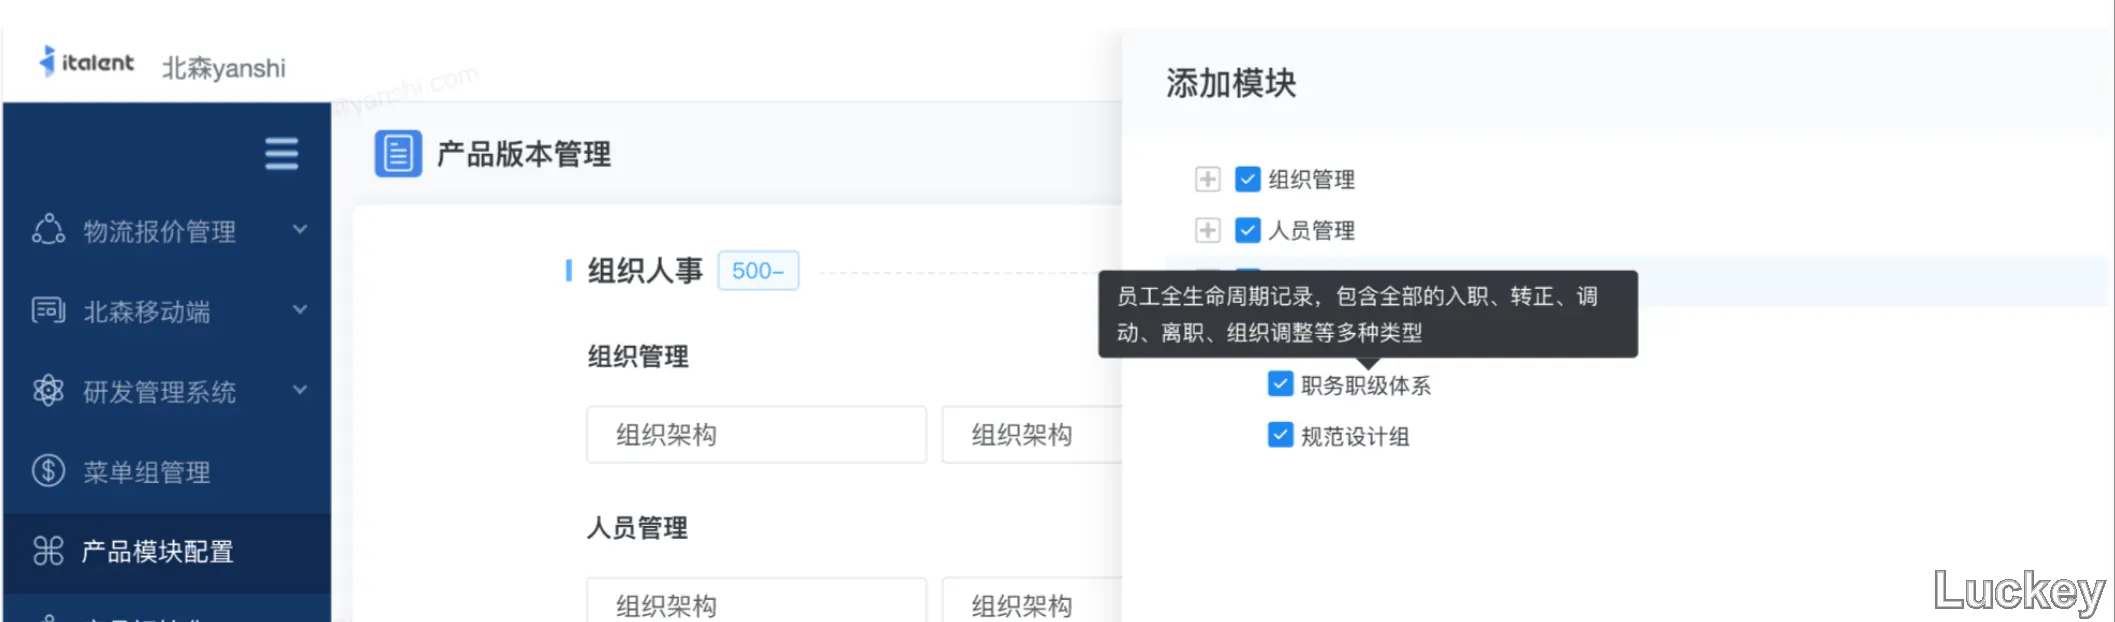 italent 北森yanshi
@yanshi.com
物流报价管理
北森移动端
研发管理系统
菜单组管理
产品模块配置
产品版本管理
组织人事 500-
组织管理
组织架构 组织架构
人员管理
组织架构 组织架构
添加模块
组织管理
人员管理
员工全生命周期记录，包含全部的入职、转正、调
动、离职、组织调整等多种类型
职务职级体系
规范设计组
Luckey